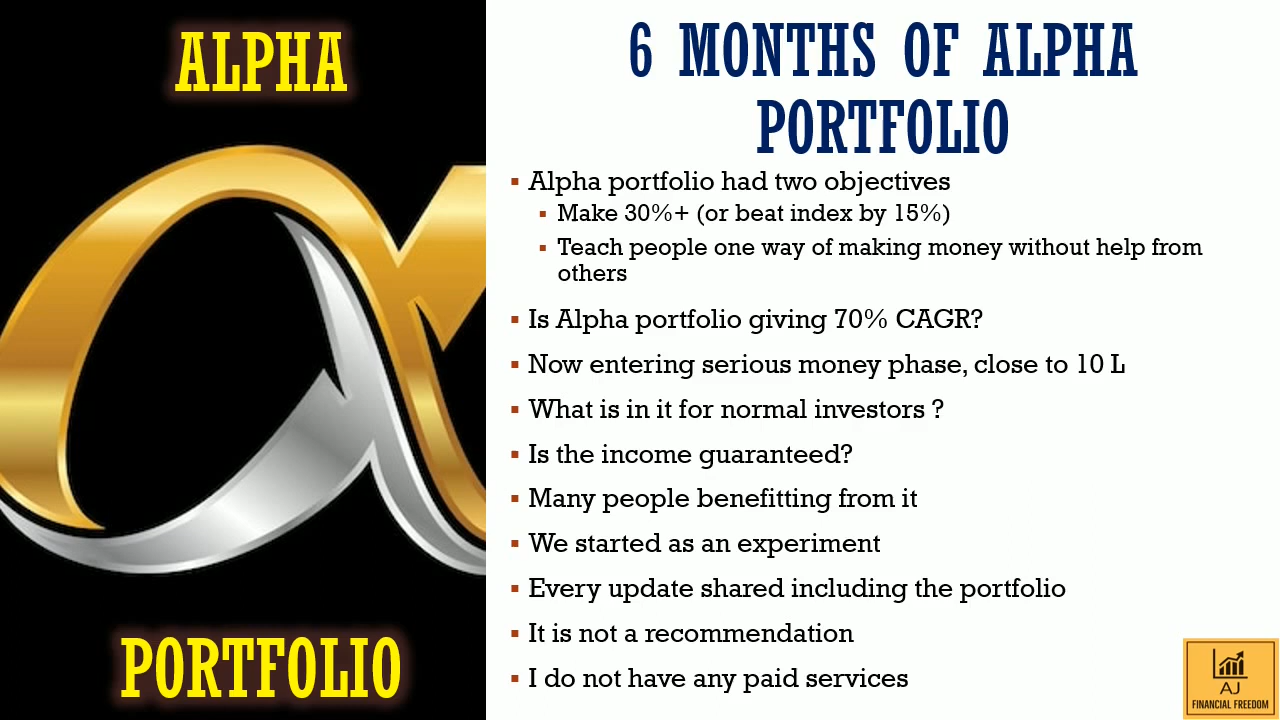 ALPHA
PORTFOLIO
6 MONTHS OF ALPHA
PORTFOLIO
▪ Alpha portfolio had two objectives
▪ Make 30%+ (or beat index by 15%)
▪ Teach people one way of making money without help from
others
▪ Is Alpha portfolio giving 70% CAGR?
▪ Now entering serious money phase, close to 10 L
▪ What is in it for normal investors ?
▪ Is the income guaranteed?
▪ Many people benefitting from it
▪ We started as an experiment
▪ Every update shared including the portfolio
▪ It is not a recommendation
▪ I do not have any paid services
AJ
FINANCIAL FREEDOM